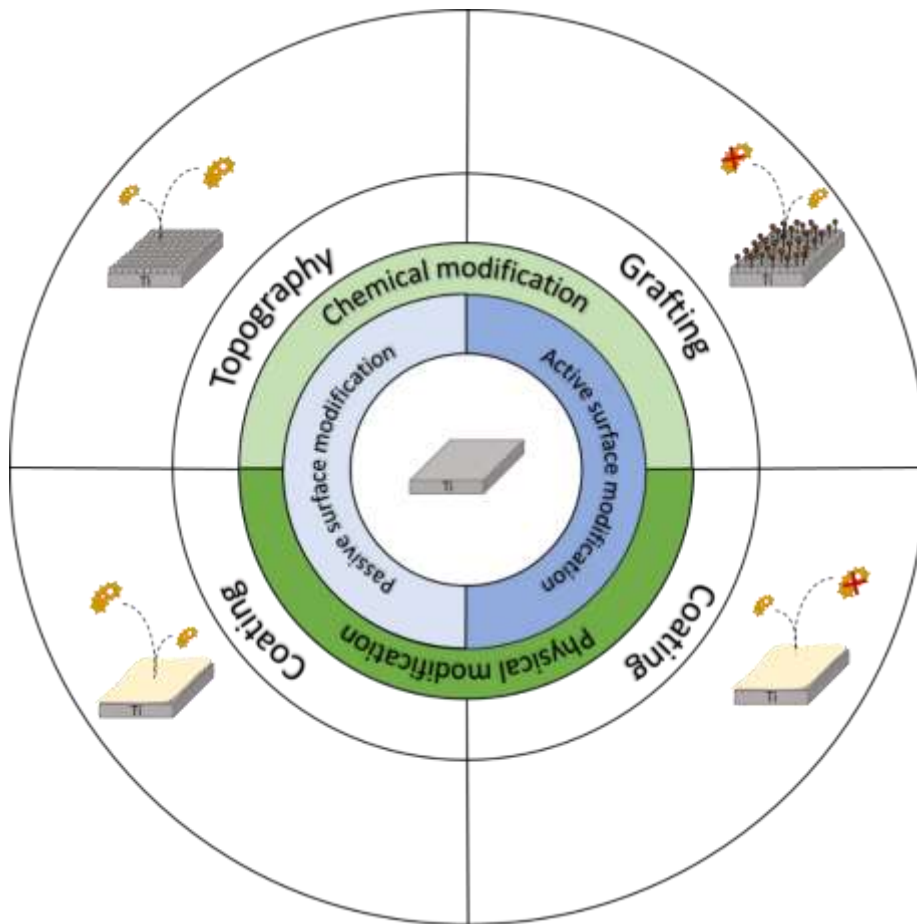 Ti
Ti
Topography
Grafting
Chemical modification
Passive surface modification
Active surface modification
Ti
Physical modification
Coating
Coating
Ti
Ti